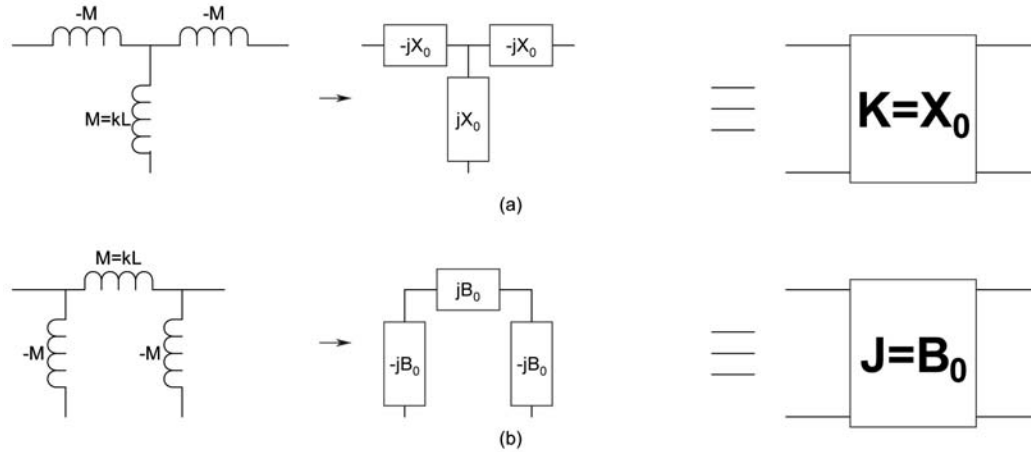 -M -M
-jX₀ -jX₀
M=kL
jX₀
K=X₀
(a)
M=kL
jB₀
-M -M
-jB₀ -jB₀
J=B₀
(b)